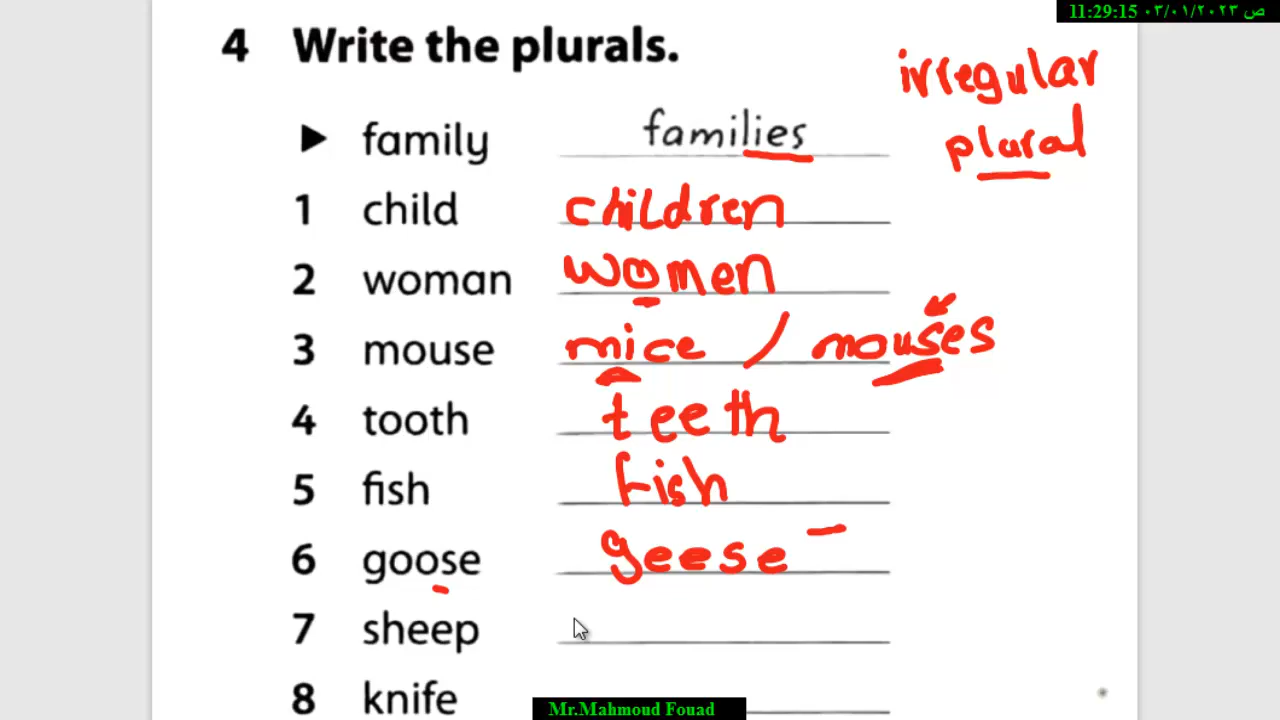 11:29:15 ٠٣/٠١/٢٠٢٣ ص
4 Write the plurals.
irregular
plural
▶ family families
1 child children
2 woman women
3 mouse mice / mouses
4 tooth teeth
5 fish fish
6 goose geese
7 sheep
8 knife
Mr.Mahmoud Fouad